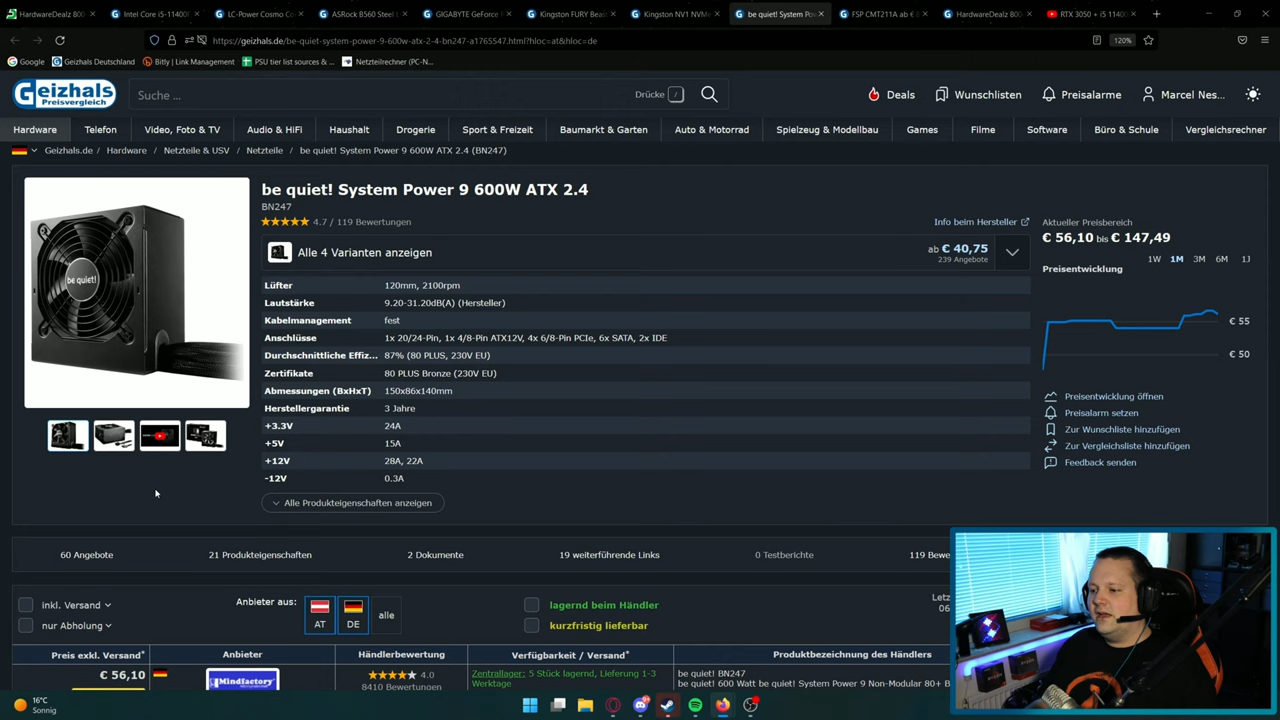 HardwareDealz 800
Intel Core i5-11400F
LC-Power Cosmo Co
ASRock B560 Steel L
GIGABYTE GeForce
Kingston FURY Beas
Kingston NV1 NVMe
be quiet! System Pow
FSP CMT211A ab €
HardwareDealz 800
RTX 3050 + i5 11400
https://geizhals.de/be-quiet-system-power-9-600w-atx-2-4-bn247-a1765547.html?hloc=at&hloc=de
120%
Google
Geizhals Deutschland
Bitly | Link Management
PSU tier list sources & ...
Netzteilrechner (PC-N...
Geizhals
Preisvergleich
Suche ...
Drücke /
Deals
Wunschlisten
Preisalarme
Marcel Nes...
Hardware
Telefon
Video, Foto & TV
Audio & HiFi
Haushalt
Drogerie
Sport & Freizeit
Baumarkt & Garten
Auto & Motorrad
Spielzeug & Modellbau
Games
Filme
Software
Büro & Schule
Vergleichsrechner
Geizhals.de / Hardware / Netzteile & USV / Netzteile / be quiet! System Power 9 600W ATX 2.4 (BN247)
be quiet!
be quiet! System Power 9 600W ATX 2.4
BN247
4.7 / 119 Bewertungen
Info beim Hersteller
Alle 4 Varianten anzeigen
ab € 40,75
239 Angebote
Lüfter 120mm, 2100rpm
Lautstärke 9.20-31.20dB(A) (Hersteller)
Kabelmanagement fest
Anschlüsse 1x 20/24-Pin, 1x 4/8-Pin ATX12V, 4x 6/8-Pin PCIe, 6x SATA, 2x IDE
Durchschnittliche Effiz... 87% (80 PLUS, 230V EU)
Zertifikate 80 PLUS Bronze (230V EU)
Abmessungen (BxHxT) 150x86x140mm
Herstellergarantie 3 Jahre
+3.3V 24A
+5V 15A
+12V 28A, 22A
-12V 0.3A
Alle Produkteigenschaften anzeigen
Aktueller Preisbereich
€ 56,10 bis € 147,49
1W 1M 3M 6M 1J
Preisentwicklung
€ 55
€ 50
Preisentwicklung öffnen
Preisalarm setzen
Zur Wunschliste hinzufügen
Zur Vergleichsliste hinzufügen
Feedback senden
60 Angebote
21 Produkteigenschaften
2 Dokumente
19 weiterführende Links
0 Testberichte
119 Bewe
inkl. Versand
nur Abholung
Anbieter aus:
AT
DE
alle
lagernd beim Händler
kurzfristig lieferbar
Letz
06
Preis exkl. Versand*
Anbieter
Händlerbewertung
Verfügbarkeit / Versand*
Produktbezeichnung des Händlers
€ 56,10
Mindfactory
4.0
8410 Bewertungen
Zentrallager: 5 Stück lagernd, Lieferung 1-3
Werktage
be quiet! BN247
be quiet! 600 Watt be quiet! System Power 9 Non-Modular 80+ B
16°C
Sonnig